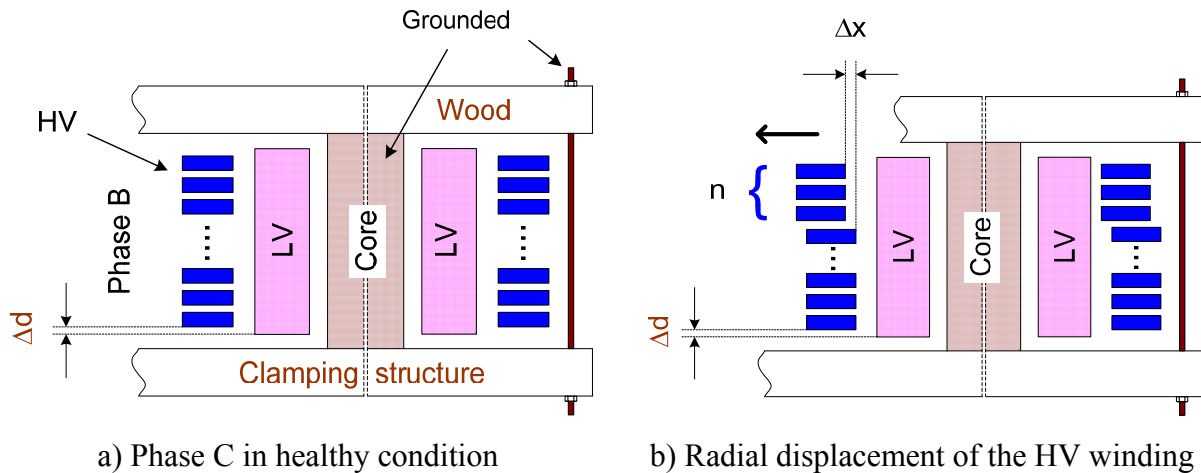 Grounded
Δx
HV
Wood
n
Phase B
LV
Core
LV
LV
Core
LV
Δd
Δd
Clamping structure
a) Phase C in healthy condition
b) Radial displacement of the HV winding